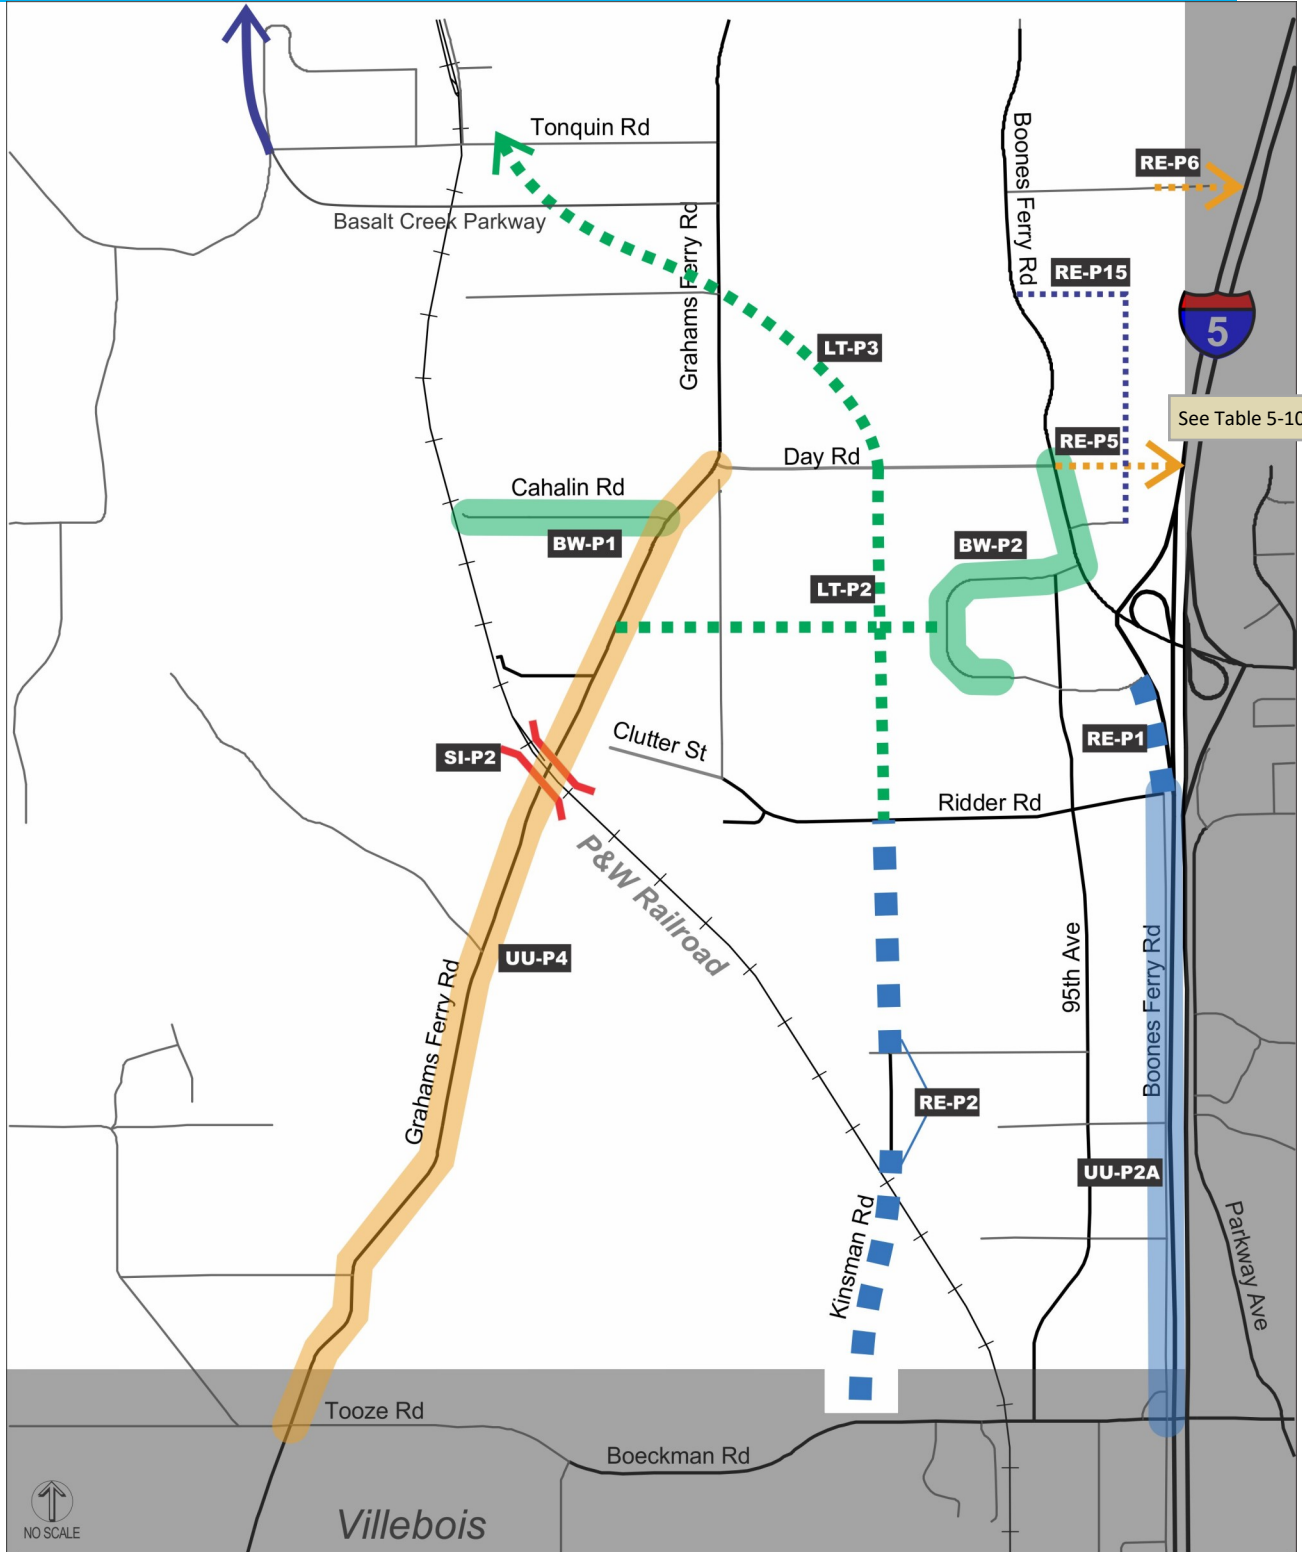 Tonquin Rd
Boones Ferry Rd
RE-P6
Basalt Creek Parkway
Grahams Ferry Rd
RE-P15
5
LT-P3
See Table 5-10
RE-P5
Day Rd
Cahalin Rd
BW-P1
BW-P2
LT-P2
Clutter St
SI-P2
RE-P1
Ridder Rd
P&W Railroad
UU-P4
95th Ave
Boones Ferry Rd
Grahams Ferry Rd
RE-P2
UU-P2A
Kinsman Rd
Parkway Ave
Tooze Rd
Boeckman Rd
NO SCALE
Villebois